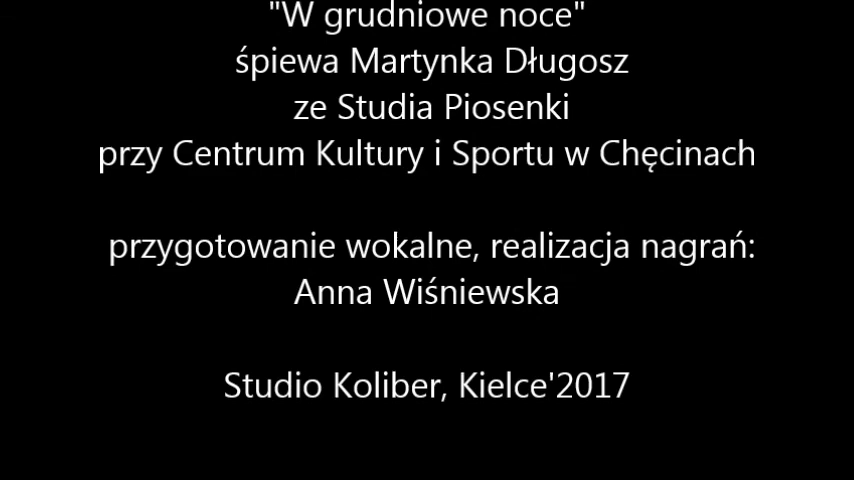 "W grudniowe noce"
śpiewa Martynka Długosz
ze Studia Piosenki
przy Centrum Kultury i Sportu w Chęcinach
przygotowanie wokalne, realizacja nagrań:
Anna Wiśniewska
Studio Koliber, Kielce'2017